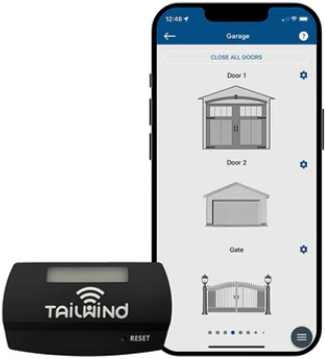 12:48
Garage
?
CLOSE ALL DOORS
Door 1
Door 2
Gate
TAILWIND
RESET